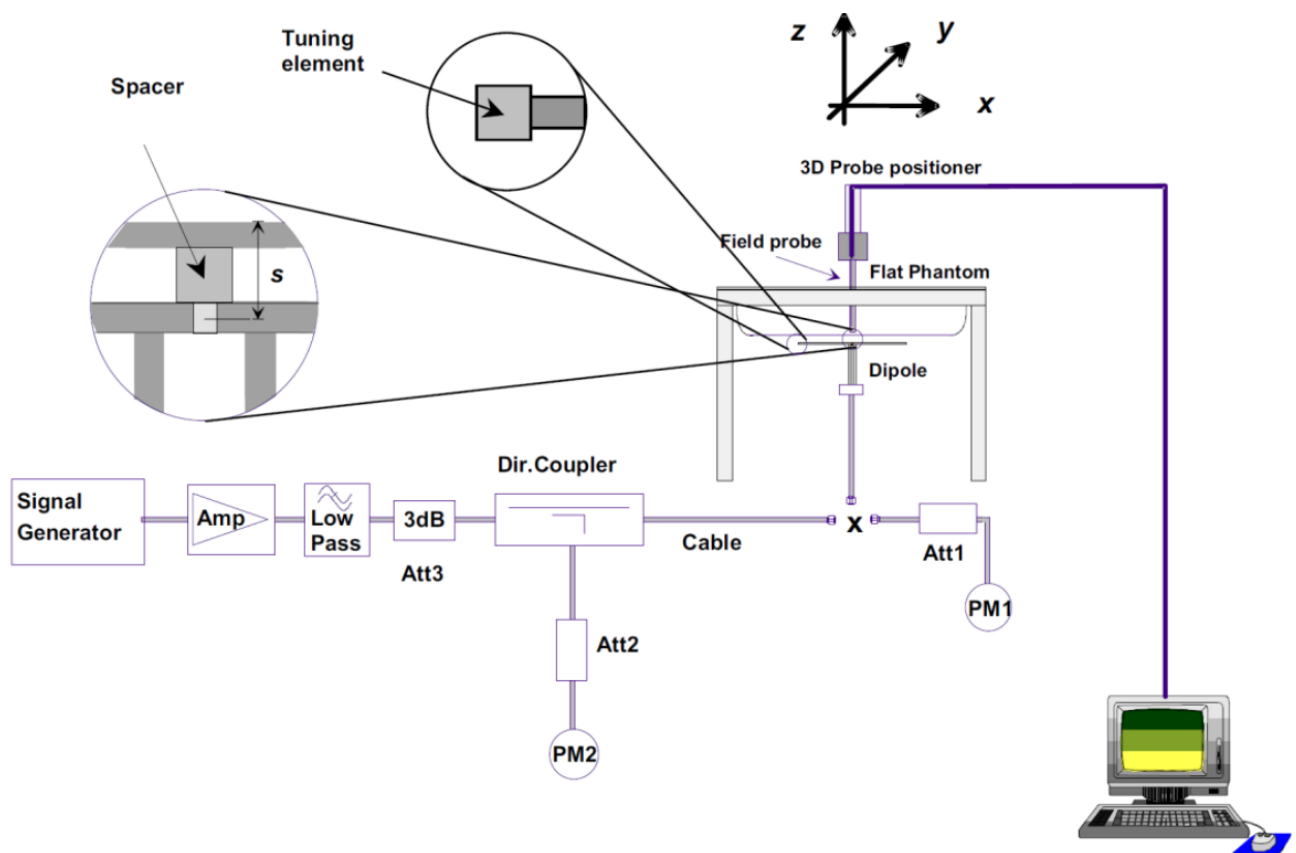 Tuning
element
Spacer
z
y
x
3D Probe positioner
Field probe
Flat Phantom
s
Dipole
Dir.Coupler
Signal
Generator
Amp
Low
Pass
3dB
Att3
Cable
X
Att1
PM1
Att2
PM2